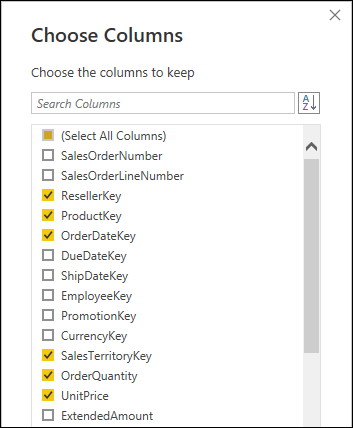 Choose Columns
Choose the columns to keep
Search Columns
A
Z
(Select All Columns)
SalesOrderNumber
SalesOrderLineNumber
ResellerKey
ProductKey
OrderDateKey
DueDateKey
ShipDateKey
EmployeeKey
PromotionKey
CurrencyKey
SalesTerritoryKey
OrderQuantity
UnitPrice
ExtendedAmount